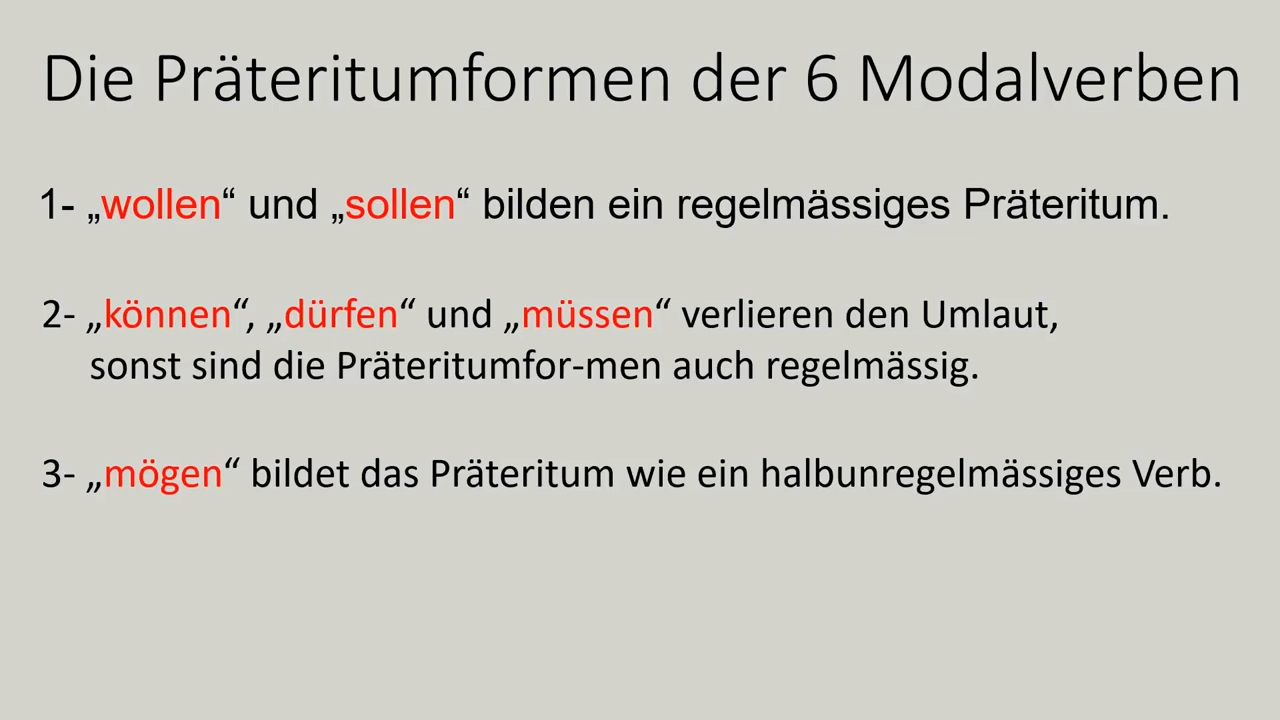 Die Präteritumformen der 6 Modalverben
1- „wollen“ und „sollen“ bilden ein regelmässiges Präteritum.
2- „können“, „dürfen“ und „müssen“ verlieren den Umlaut,
sonst sind die Präteritumfor-men auch regelmässig.
3- „mögen“ bildet das Präteritum wie ein halbunregelmässiges Verb.